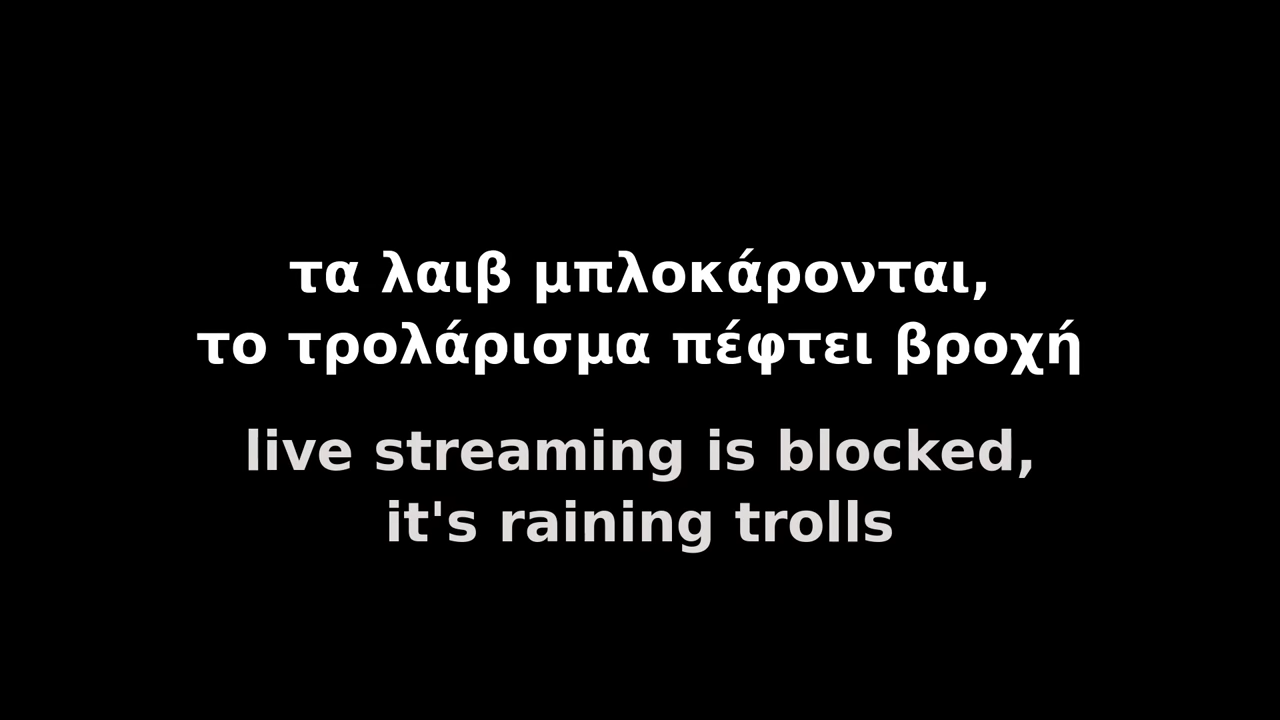 τα λαιβ μπλοκάρονται,
το τρολάρισμα πέφτει βροχή
live streaming is blocked,
it's raining trolls